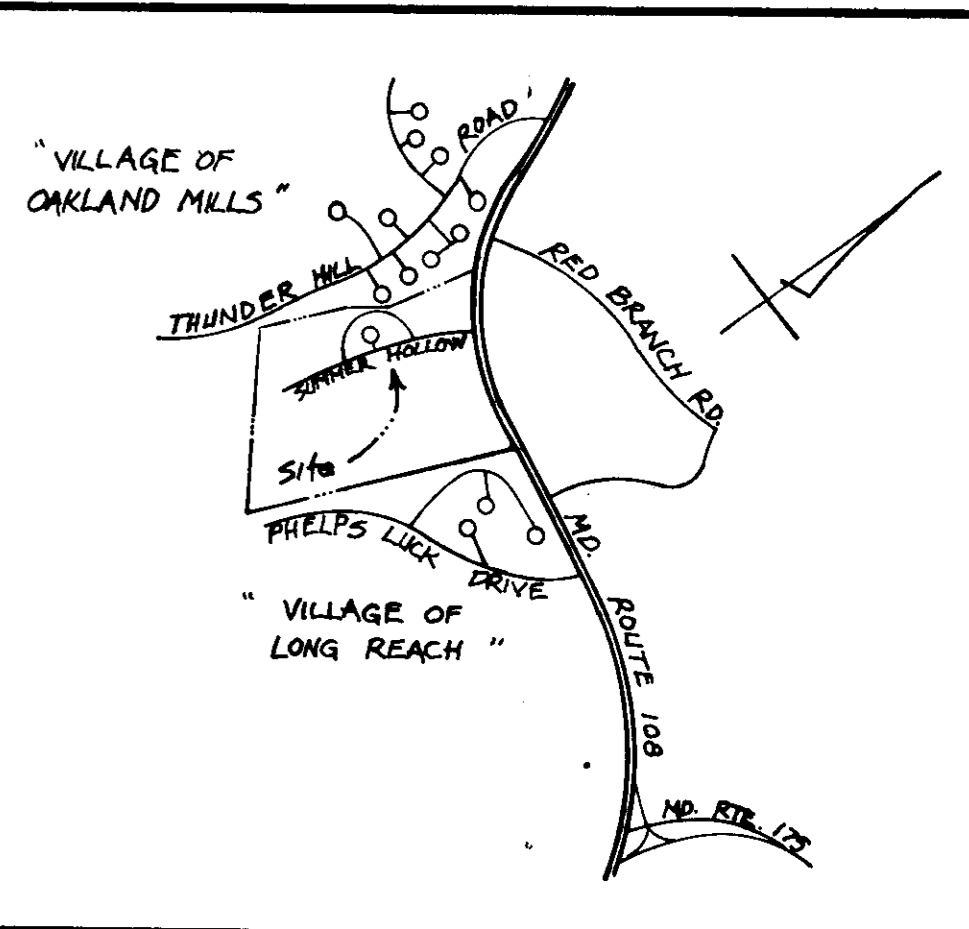 "VILLAGE OF
OAKLAND MILLS"
THUNDER HILL ROAD
RED BRANCH RD.
SUMMER HOLLOW
Site
PHELPS LUCK DRIVE
"VILLAGE OF
LONG REACH"
MD. ROUTE 108
MD. RTE. 175